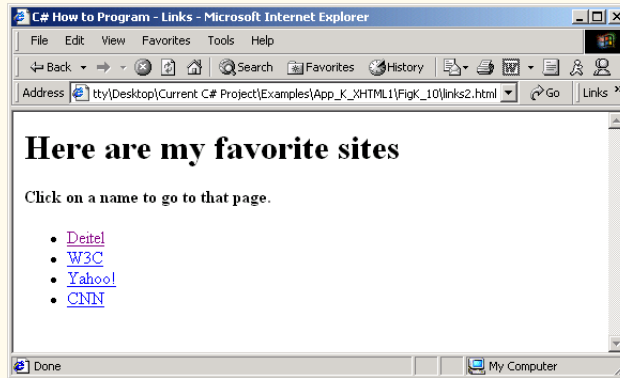 C# How to Program - Links - Microsoft Internet Explorer
File Edit View Favorites Tools Help
Back Search Favorites History
Address tty\Desktop\Current C# Project\Examples\App_K_XHTML1\FigK_10\links2.html Go Links »
Here are my favorite sites
Click on a name to go to that page.
• Deitel
• W3C
• Yahoo!
• CNN
Done My Computer